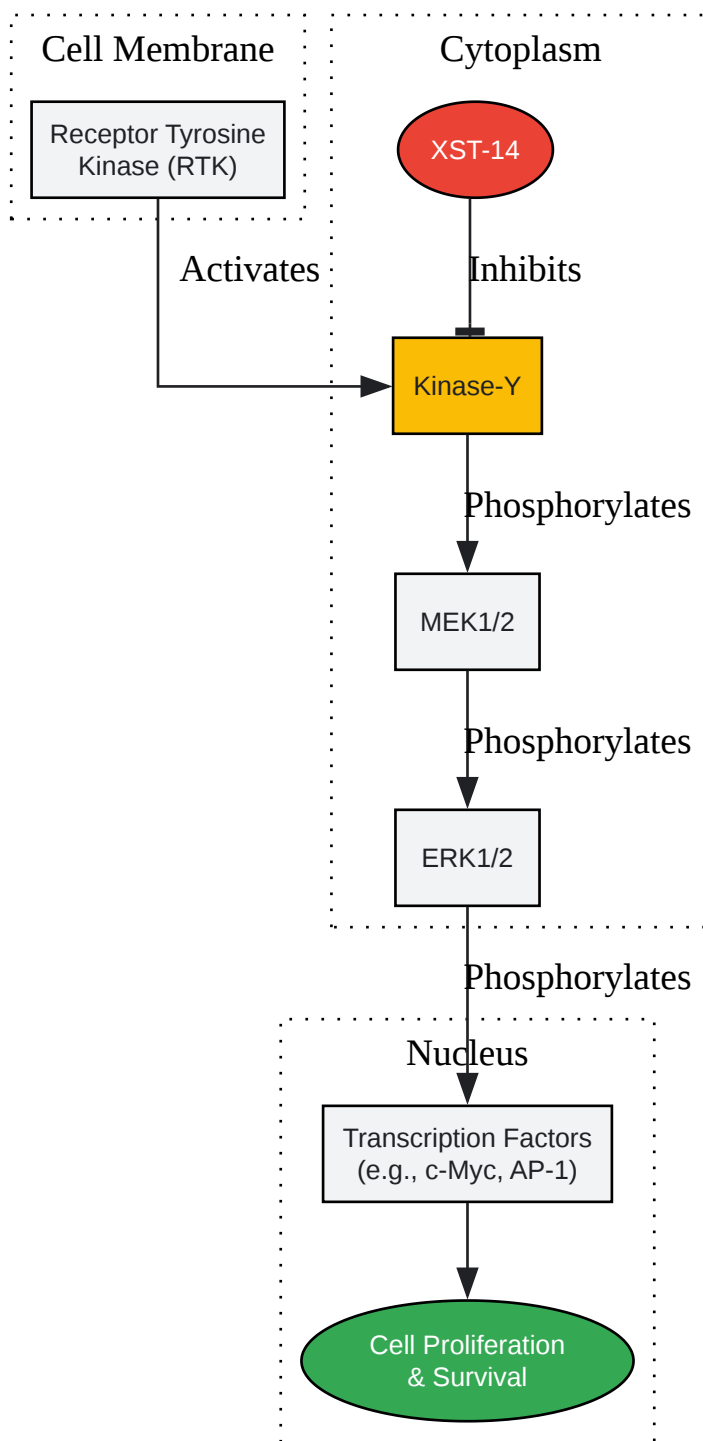 Cell Membrane
Cytoplasm
Receptor Tyrosine
Kinase (RTK)
XST-14
Activates
Inhibits
Kinase-Y
Phosphorylates
MEK1/2
Phosphorylates
ERK1/2
Phosphorylates
Nucleus
Transcription Factors
(e.g., c-Myc, AP-1)
Cell Proliferation
& Survival